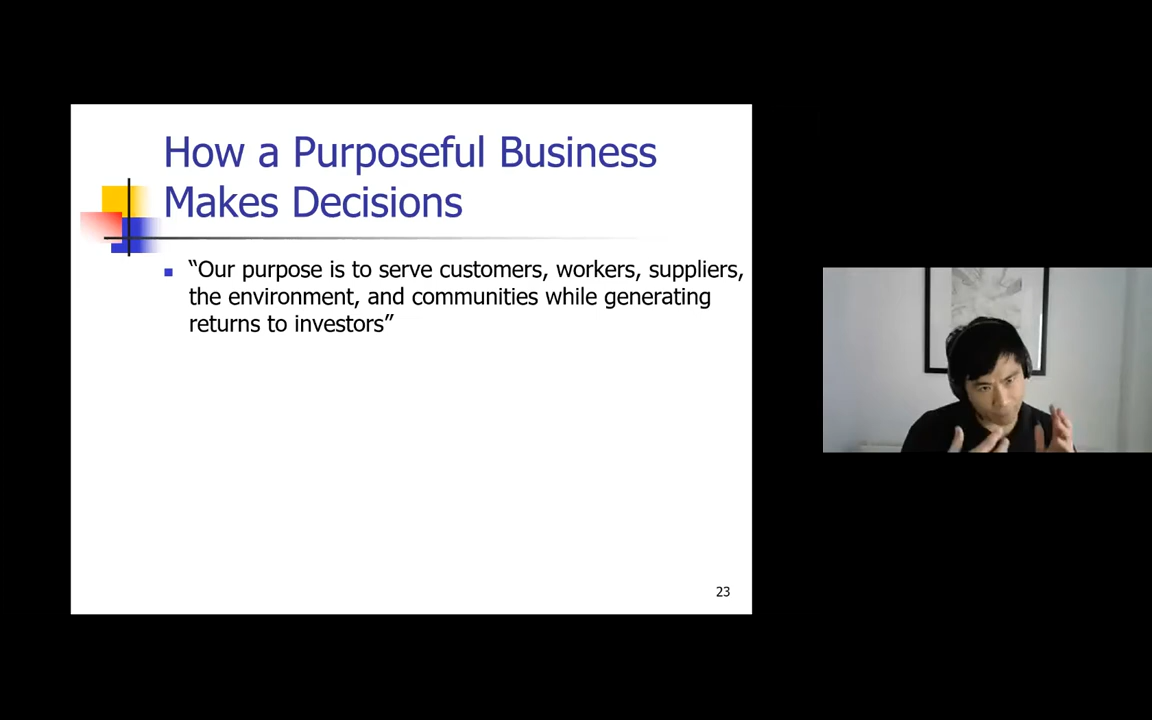 How a Purposeful Business
Makes Decisions
“Our purpose is to serve customers, workers, suppliers,
the environment, and communities while generating
returns to investors”
23